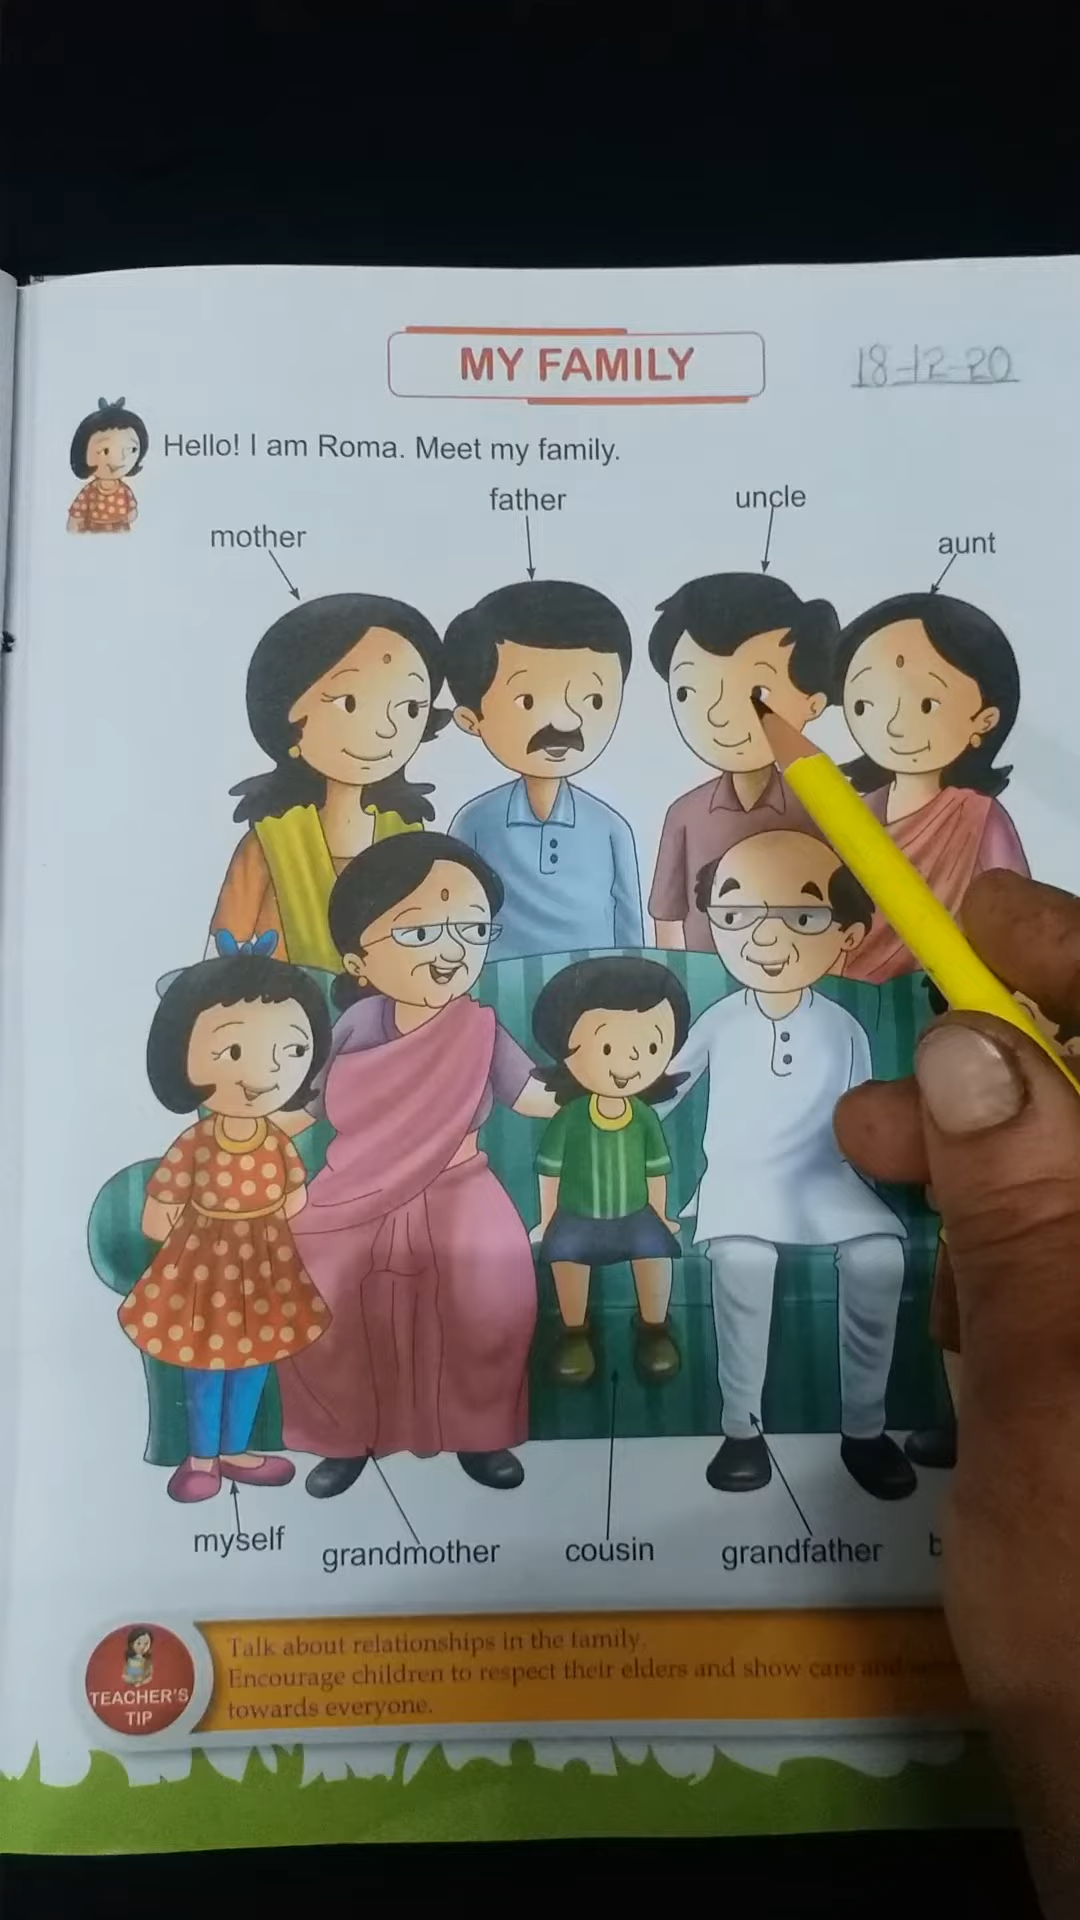 MY FAMILY
18-12-20
Hello! I am Roma. Meet my family.
father
uncle
mother
aunt
myself
grandmother
cousin
grandfather
Talk about relationships in the family.
Encourage children to respect their elders and show care and
towards everyone.
TEACHER'S
TIP